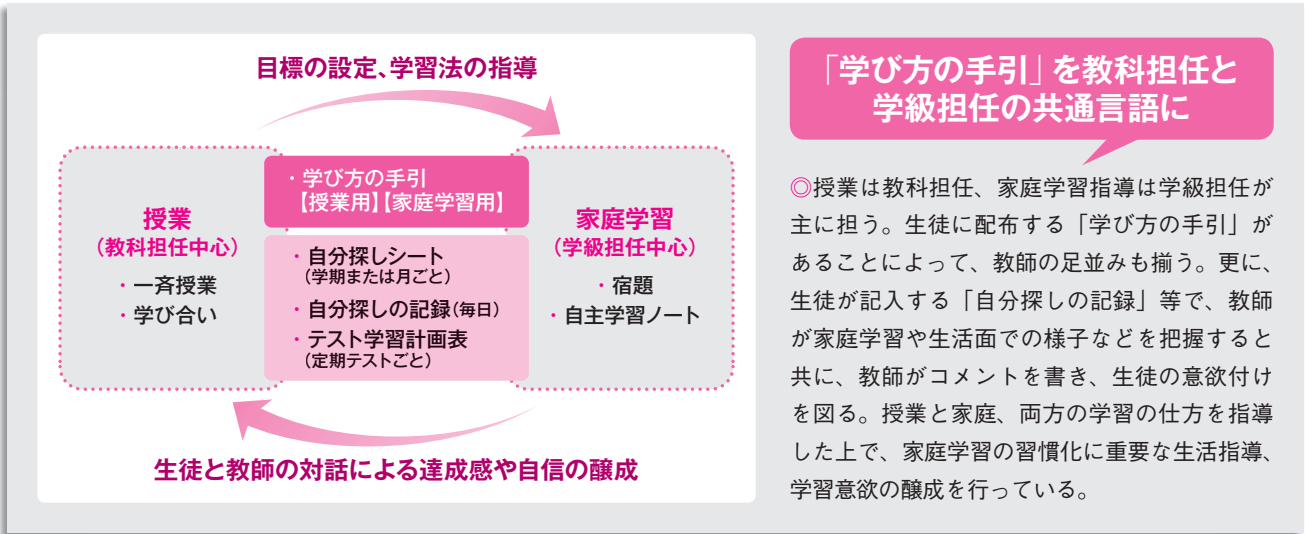 目標の設定、学習法の指導
授業
（教科担任中心）
・一斉授業
・学び合い
・学び方の手引
【授業用】【家庭学習用】
・自分探しシート
（学期または月ごと）
・自分探しの記録（毎日）
・テスト学習計画表
（定期テストごと）
家庭学習
（学級担任中心）
・宿題
・自主学習ノート
生徒と教師の対話による達成感や自信の醸成
「学び方の手引」を教科担任と
学級担任の共通言語に
◎授業は教科担任、家庭学習指導は学級担任が
主に担う。生徒に配布する「学び方の手引」が
あることによって、教師の足並みも揃う。更に、
生徒が記入する「自分探しの記録」等で、教師
が家庭学習や生活面での様子などを把握すると
共に、教師がコメントを書き、生徒の意欲付け
を図る。授業と家庭、両方の学習の仕方を指導
した上で、家庭学習の習慣化に重要な生活指導、
学習意欲の醸成を行っている。